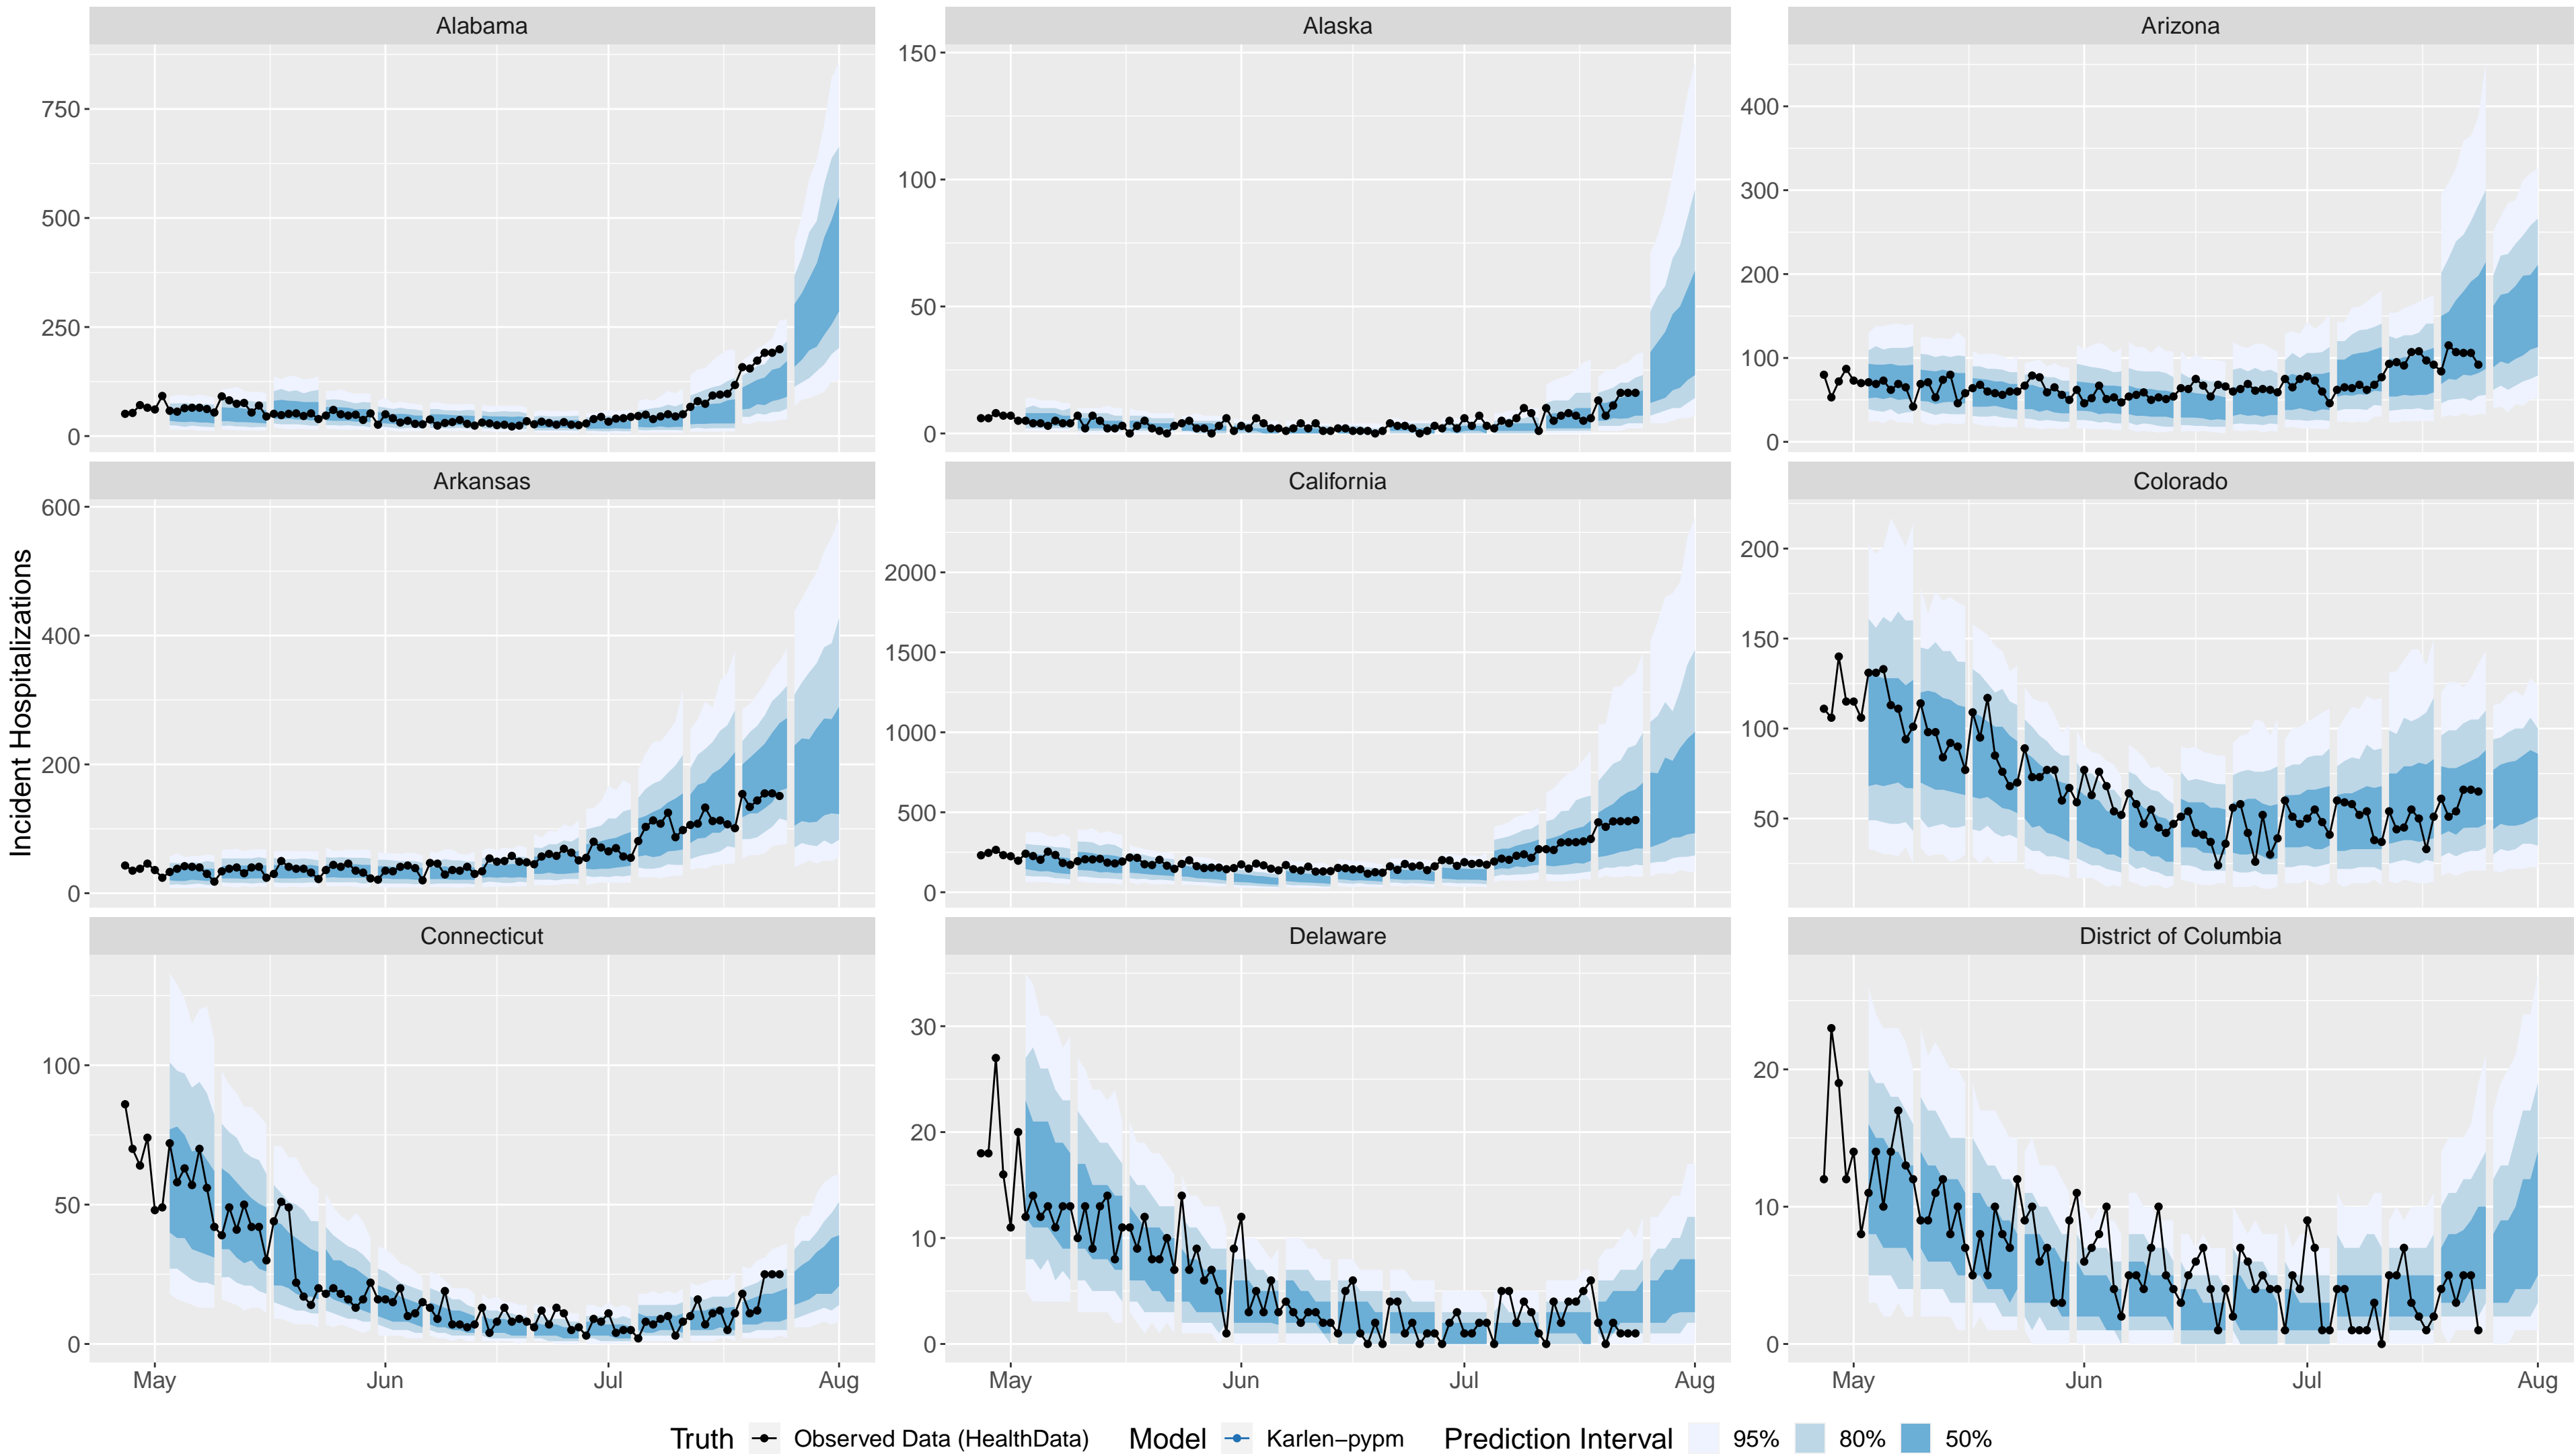 Alabama
Alaska
Arizona
750
500
250
0
150
100
50
0
400
300
200
100
0
Arkansas
California
Colorado
600
400
200
0
2000
1500
1000
500
0
200
150
100
50
Connecticut
Delaware
District of Columbia
100
50
0
30
20
10
0
20
10
0
May Jun Jul Aug
May Jun Jul Aug
May Jun Jul Aug
Incident Hospitalizations
Truth Observed Data (HealthData) Model Karlen−pypm Prediction Interval 95% 80% 50%